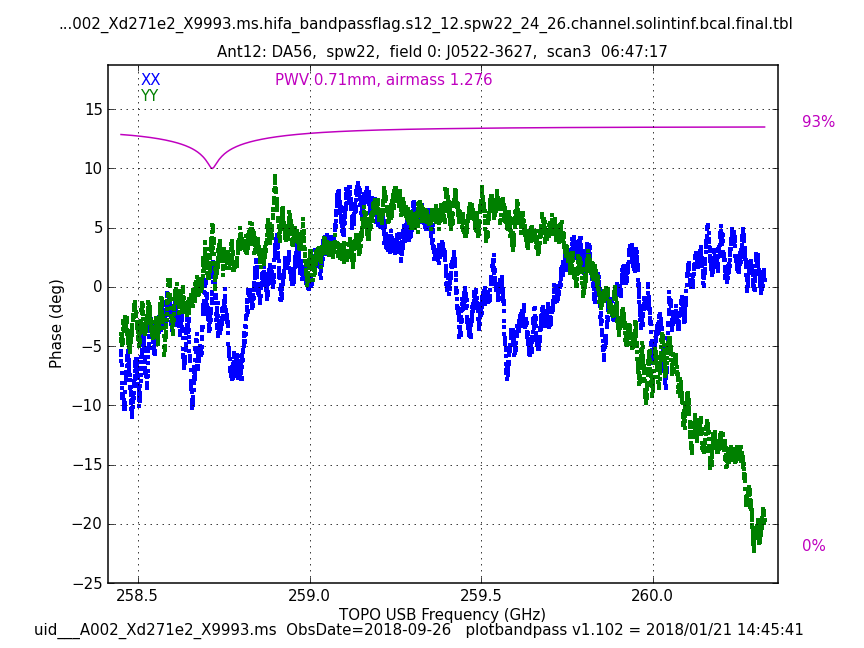 ...002_Xd271e2_X9993.ms.hifa_bandpassflag.s12_12.spw22_24_26.channel.solintinf.bcal.final.tbl
Ant12: DA56,  spw22,  field 0: J0522-3627,  scan3  06:47:17
XX
YY
PWV 0.71mm, airmass 1.276
93%
0%
15
10
5
0
−5
−10
−15
−20
−25
Phase (deg)
258.5 259.0 259.5 260.0
TOPO USB Frequency (GHz)
uid___A002_Xd271e2_X9993.ms  ObsDate=2018-09-26   plotbandpass v1.102 = 2018/01/21 14:45:41